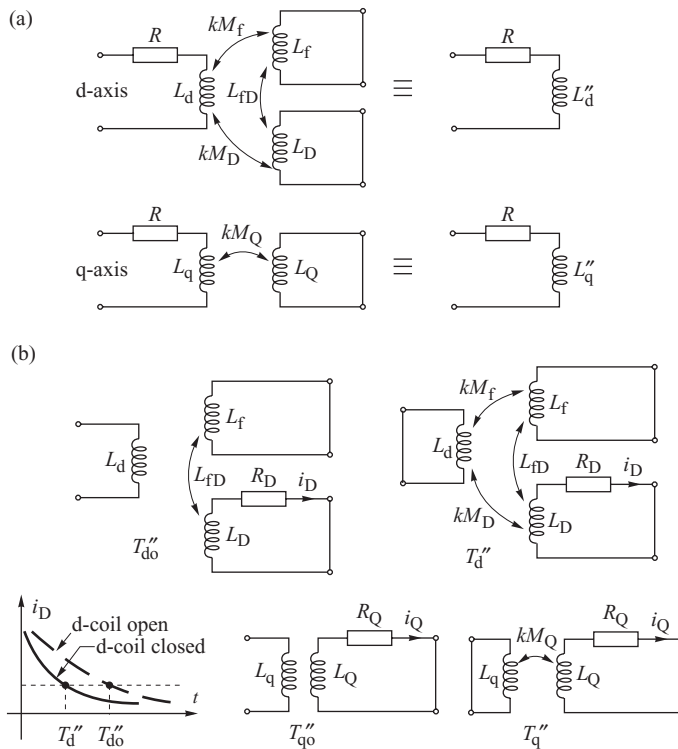 (a)
kM_f
R
L_f
R
d-axis
L_d
L_fD
≡
L″_d
kM_D
L_D
R
kM_Q
R
q-axis
L_q
L_Q
≡
L″_q
(b)
L_d
L_f
L_fD
R_D
i_D
L_D
T″_do
kM_f
L_f
L_d
L_fD
R_D
i_D
kM_D
L_D
T″_d
i_D
d-coil open
d-coil closed
t
T″_d
T″_do
R_Q
i_Q
L_q
L_Q
T″_qo
kM_Q
R_Q
i_Q
L_q
L_Q
T″_q